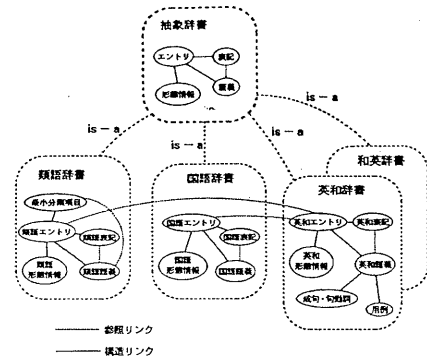 抽象辞書
エントリ
表記
形態情報
語義
is－a
is－a
is－a
is－a
類語辞書
最小分類項目
類語エントリ
類語表記
類語
形態情報
類語語義
国語辞書
国語エントリ
国語表記
国語
形態情報
国語語義
和英辞書
英和辞書
英和エントリ
英和表記
英和
形態情報
英和語義
成句・句動詞
用例
参照リンク
構造リンク